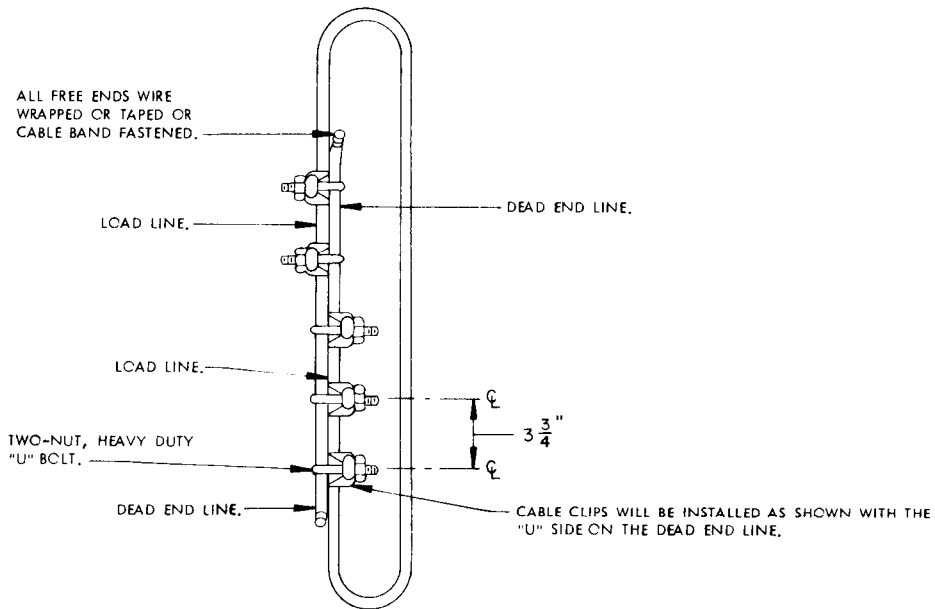 ALL FREE ENDS WIRE
WRAPPED OR TAPED OR
CABLE BAND FASTENED.
LOAD LINE.
DEAD END LINE.
LOAD LINE.
℄
3 3/4"
℄
TWO-NUT, HEAVY DUTY
"U" BOLT.
DEAD END LINE.
CABLE CLIPS WILL BE INSTALLED AS SHOWN WITH THE
"U" SIDE ON THE DEAD END LINE.